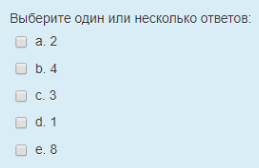 Выберите один или несколько ответов:
a. 2
b. 4
c. 3
d. 1
e. 8